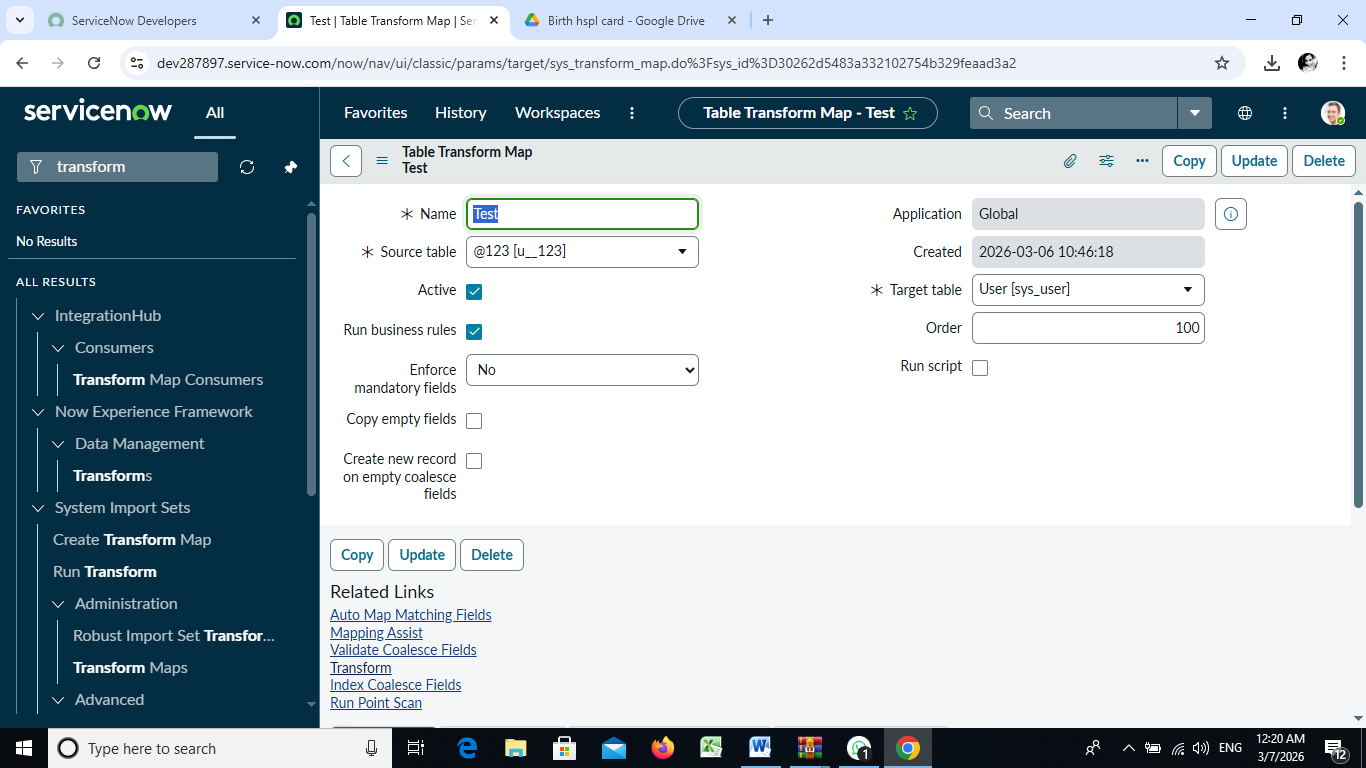 ServiceNow Developers
Test | Table Transform Map | Ser
Birth hspl card - Google Drive
dev287897.service-now.com/now/nav/ui/classic/params/target/sys_transform_map.do%3Fsys_id%3D30262d5483a332102754b329feaad3a2
servicenow
All
Favorites
History
Workspaces
Table Transform Map - Test
Search
transform
FAVORITES
No Results
ALL RESULTS
IntegrationHub
Consumers
Transform Map Consumers
Now Experience Framework
Data Management
Transforms
System Import Sets
Create Transform Map
Run Transform
Administration
Robust Import Set Transfor...
Transform Maps
Advanced
Table Transform Map
Test
Copy
Update
Delete
Name
Test
Source table
@123 [u__123]
Active
Run business rules
Enforce
mandatory fields
No
Copy empty fields
Create new record
on empty coalesce
fields
Application
Global
Created
2026-03-06 10:46:18
Target table
User [sys_user]
Order
100
Run script
Copy
Update
Delete
Related Links
Auto Map Matching Fields
Mapping Assist
Validate Coalesce Fields
Transform
Index Coalesce Fields
Run Point Scan
Type here to search
1
ENG
12:20 AM
3/7/2026
12